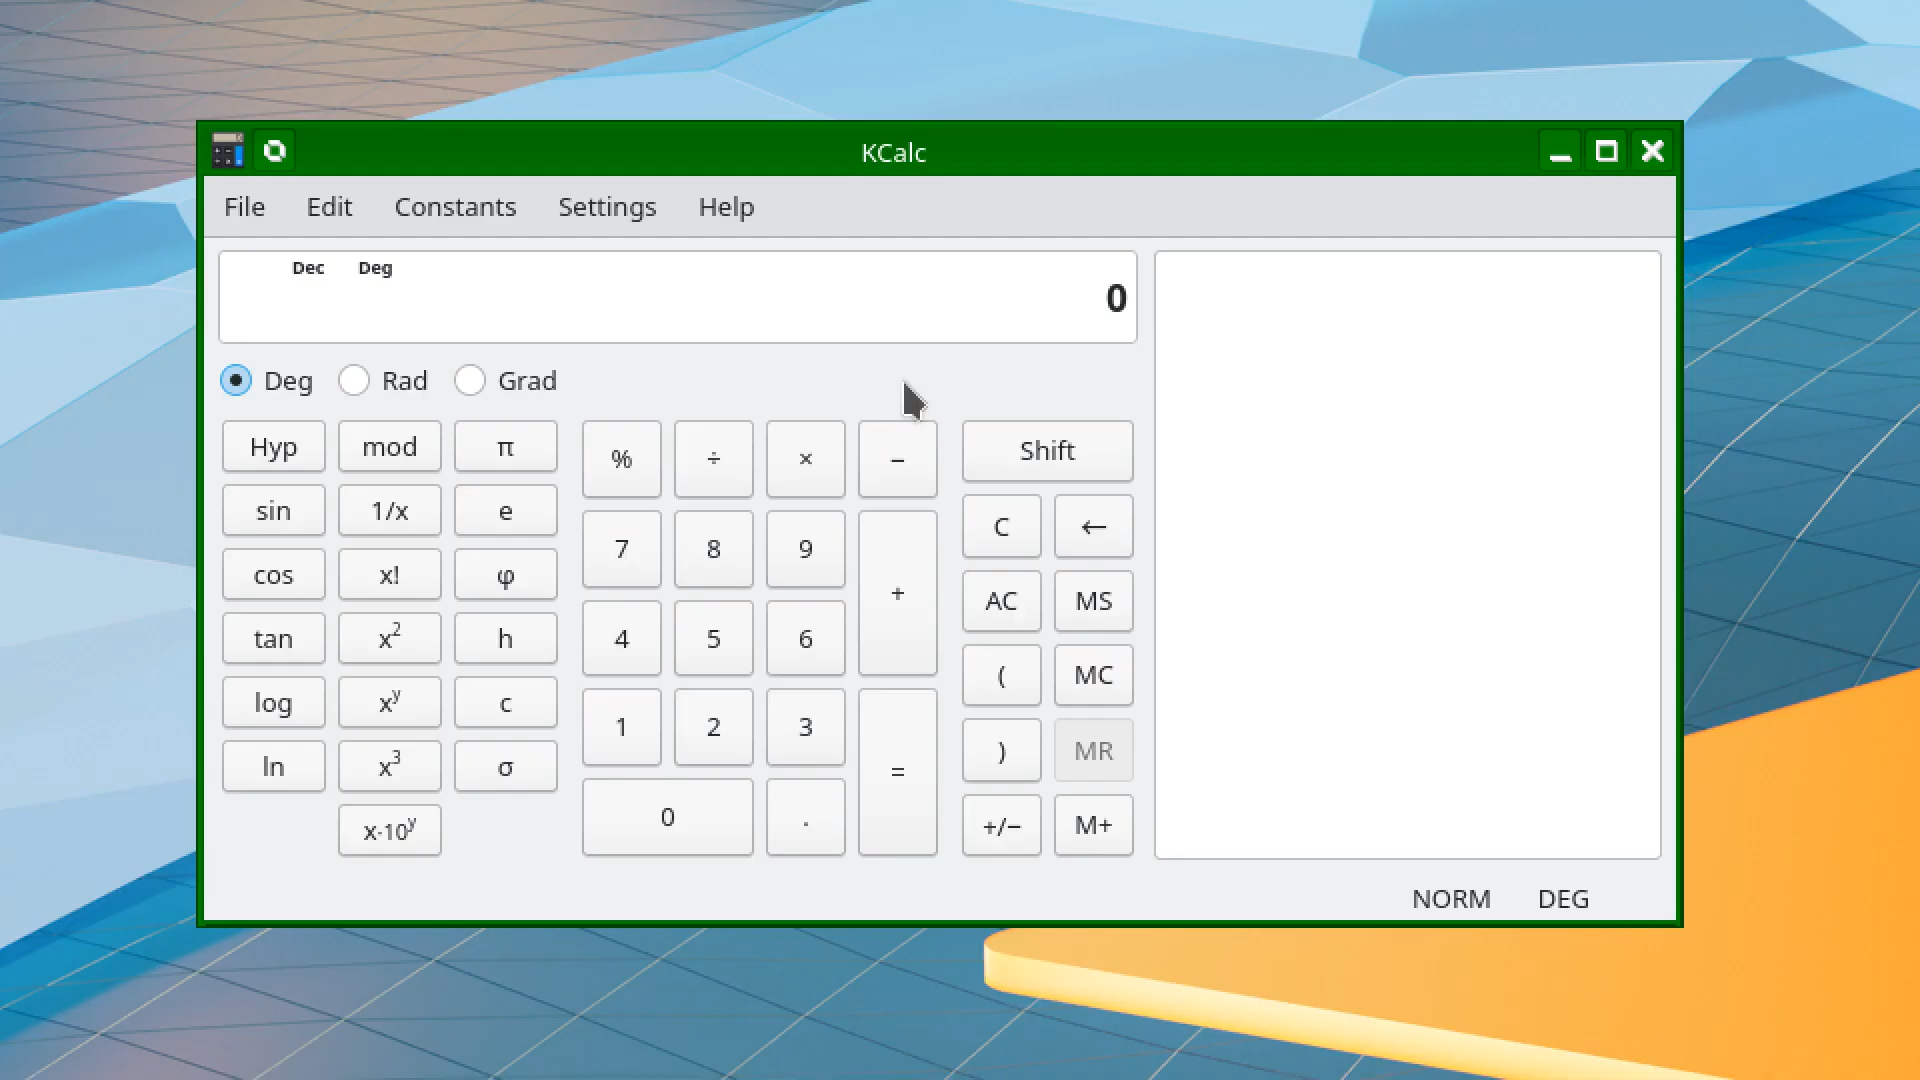 KCalc
File Edit Constants Settings Help
Dec Deg
0
Deg Rad Grad
Hyp mod π % ÷ × − Shift
sin 1/x e 7 8 9 + C ←
cos x! φ AC MS
tan x² h 4 5 6 ( MC
log xʸ c 1 2 3 = ) MR
ln x³ σ
x·10ʸ 0 . +/− M+
NORM DEG